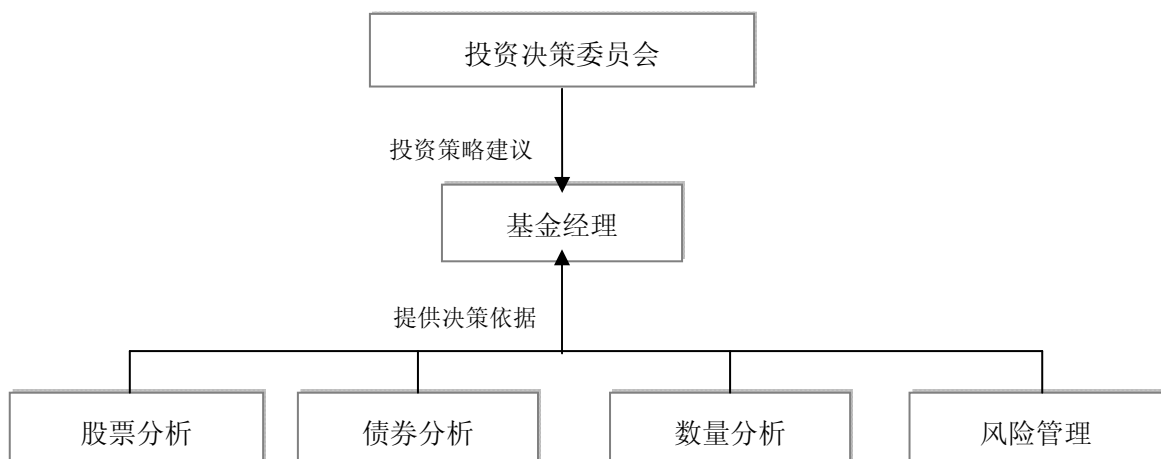 投资决策委员会
投资策略建议
基金经理
提供决策依据
股票分析
债券分析
数量分析
风险管理